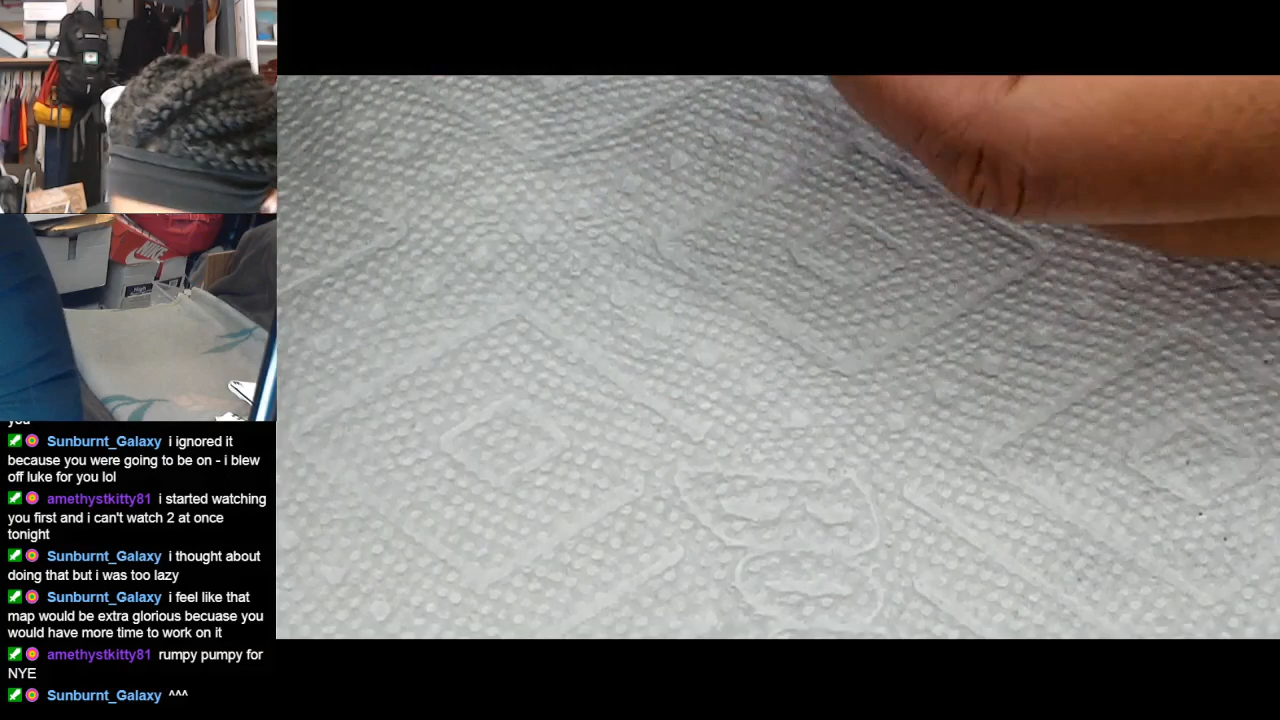 NIKE
you
Sunburnt_Galaxy i ignored it
because you were going to be on - i blew
off luke for you lol
amethystkitty81 i started watching
you first and i can't watch 2 at once
tonight
Sunburnt_Galaxy i thought about
doing that but i was too lazy
Sunburnt_Galaxy i feel like that
map would be extra glorious becuase you
would have more time to work on it
amethystkitty81 rumpy pumpy for
NYE
Sunburnt_Galaxy ^^^